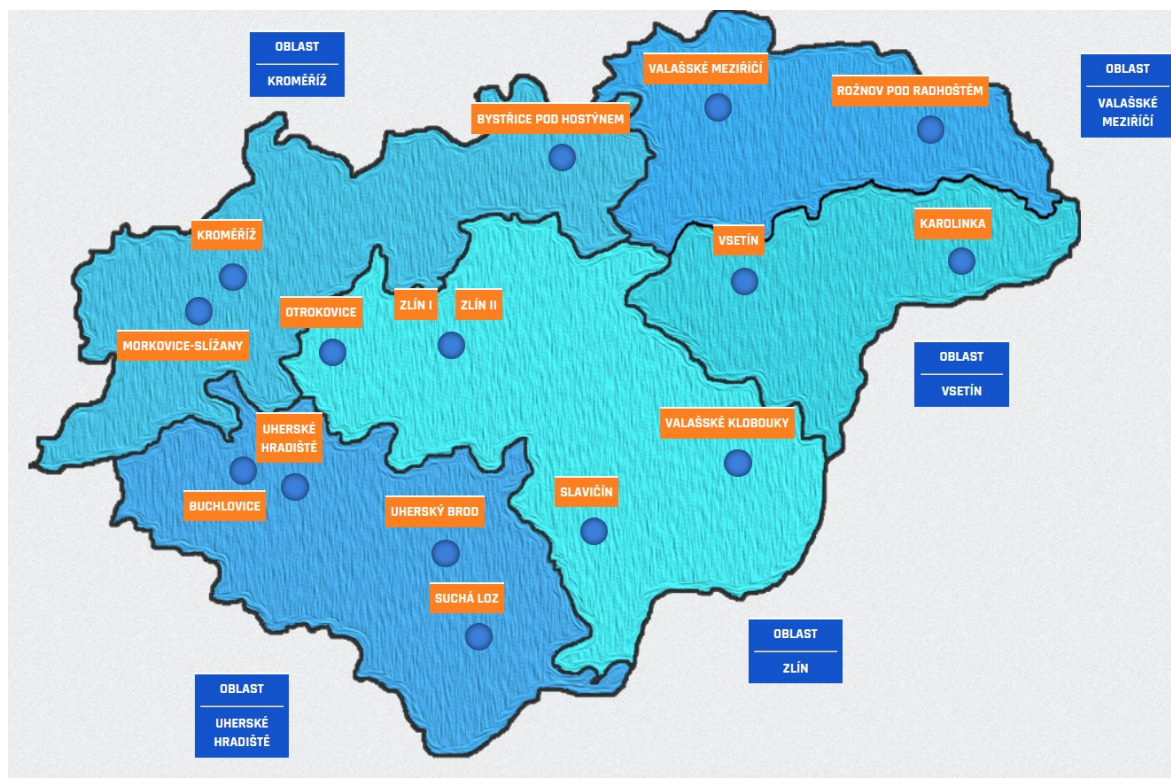 OBLAST
KROMĚŘÍŽ
VALAŠSKÉ MEZIŘÍČÍ
OBLAST
VALAŠSKÉ
MEZIŘÍČÍ
ROŽNOV POD RADHOŠTĚM
BYSTŘICE POD HOSTÝNEM
KROMĚŘÍŽ
VSETÍN
KAROLINKA
OTROKOVICE
ZLÍN I
ZLÍN II
MORKOVICE-SLÍŽANY
OBLAST
VSETÍN
UHERSKÉ
HRADIŠTĚ
VALAŠSKÉ KLOBOUKY
BUCHLOVICE
UHERSKÝ BROD
SLAVIČÍN
SUCHÁ LOZ
OBLAST
ZLÍN
OBLAST
UHERSKÉ
HRADIŠTĚ